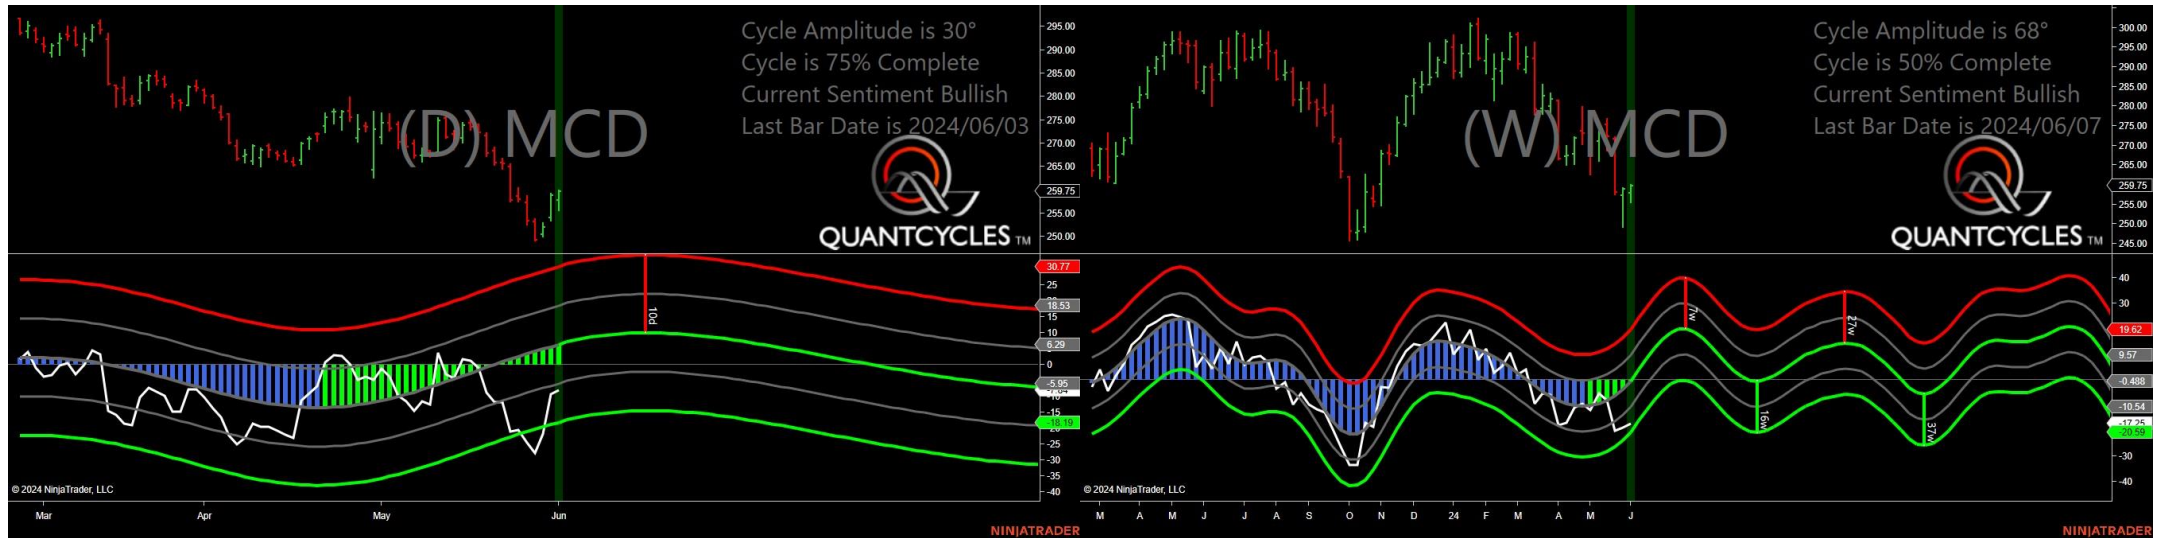 Cycle Amplitude is 30°
Cycle is 75% Complete
Current Sentiment Bullish
Last Bar Date is 2024/06/03
(D) MCD
QUANTCYCLES TM
295.00
290.00
285.00
280.00
275.00
270.00
265.00
259.75
255.00
250.00
30.77
25
18.53
15
10
6.29
0
-5.95
-15
-18.19
-25
-30
-35
-40
10d
© 2024 NinjaTrader, LLC
Mar Apr May Jun
NINJATRADER
Cycle Amplitude is 68°
Cycle is 50% Complete
Current Sentiment Bullish
Last Bar Date is 2024/06/07
(W) MCD
QUANTCYCLES TM
300.00
295.00
290.00
285.00
280.00
275.00
270.00
265.00
259.75
255.00
250.00
245.00
40
30
19.62
9.57
-0.488
-10.54
-17.25
-20.59
-30
-40
7w
16w
27w
37w
© 2024 NinjaTrader, LLC
M A M J J A S O N D 24 F M A M J
NINJATRADER